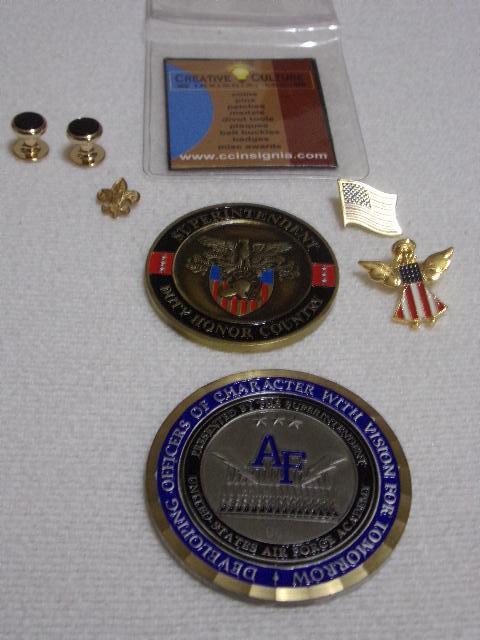 CREATIVE CULTURE
coins
pins
patches
medals
divot tools
plaques
belt buckles
badges
misc awards
www.ccinsignia.com
SUPERINTENDENT
DUTY HONOR COUNTRY
DEVELOPING OFFICERS OF CHARACTER WITH VISION FOR TOMORROW
PRESENTED BY THE SUPERINTENDENT
AF
UNITED STATES AIR FORCE ACADEMY